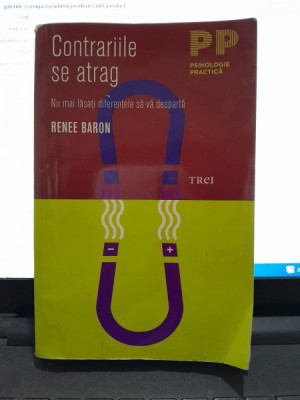 Contrariile
se atrag
Nu mai lăsați diferențele să vă despartă
RENEE BARON
PP
PSIHOLOGIE
PRACTICĂ
TREI
− +